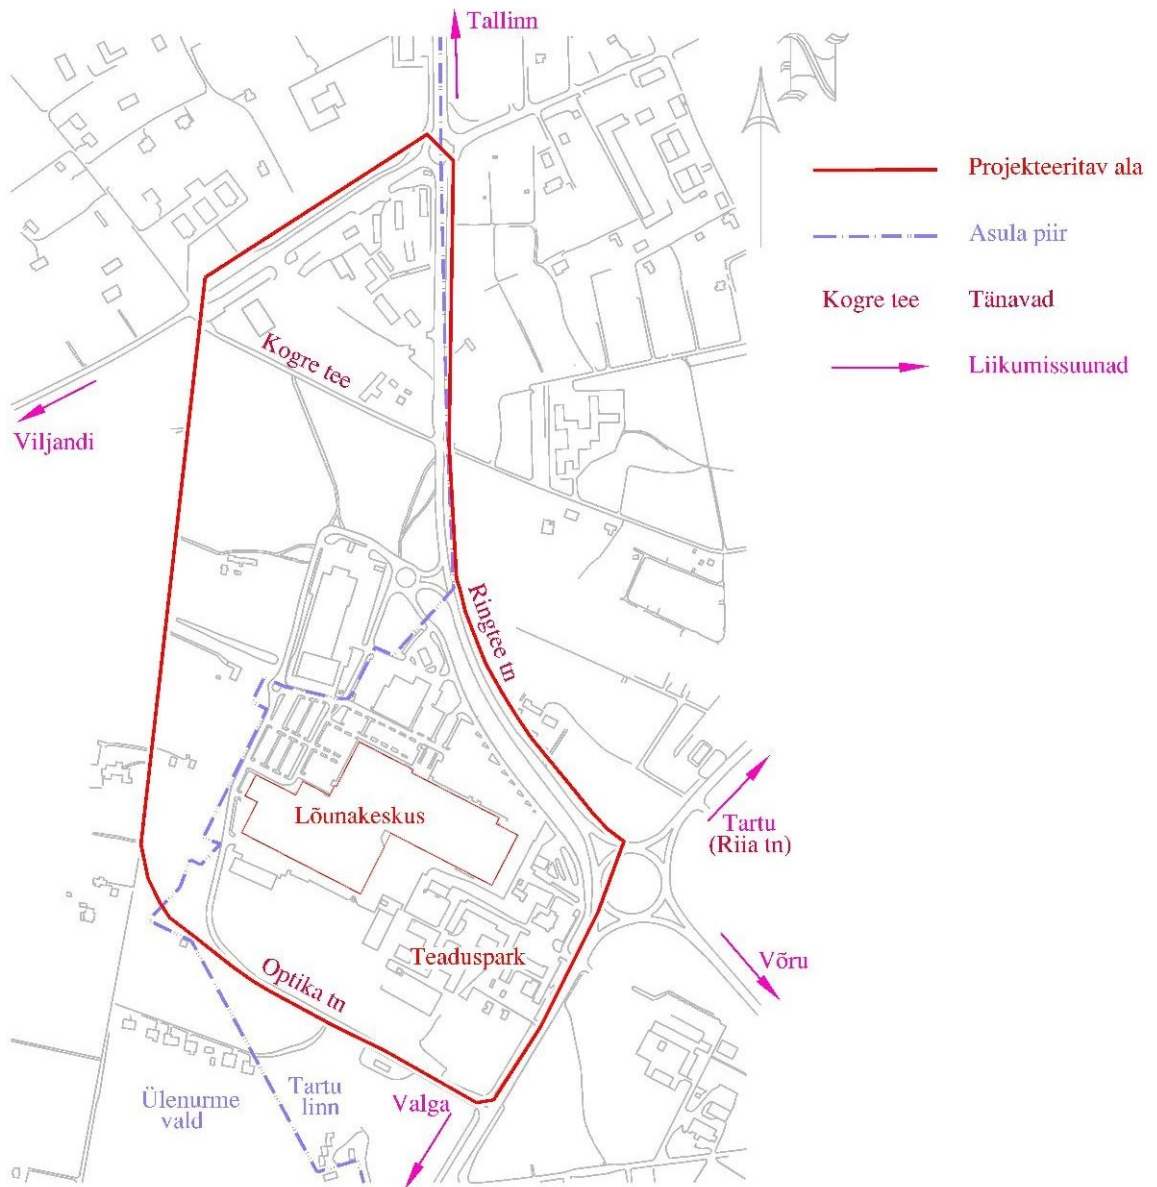 Tallinn
N
Projekteeritav ala
Asula piir
Kogre tee
Tänavad
Liikumissuunad
Kogre tee
Viljandi
Ringtee tn
Lõunakeskus
Tartu
(Riia tn)
Teaduspark
Võru
Optika tn
Ülenurme
vald
Tartu
linn
Valga